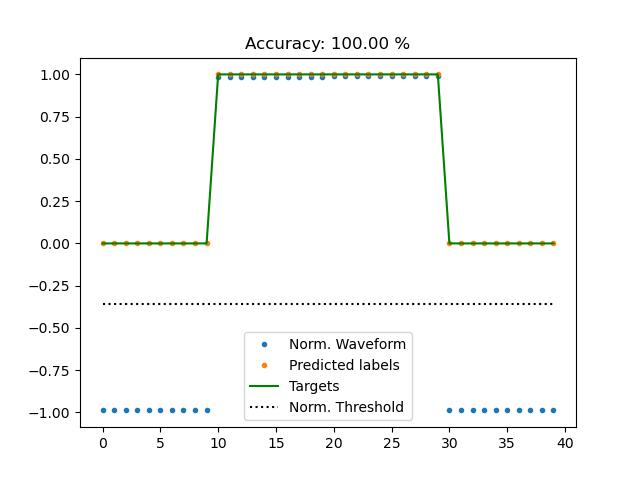 Accuracy: 100.00 %
1.00
0.75
0.50
0.25
0.00
−0.25
−0.50
−0.75
−1.00
Norm. Waveform
Predicted labels
Targets
Norm. Threshold
0 5 10 15 20 25 30 35 40